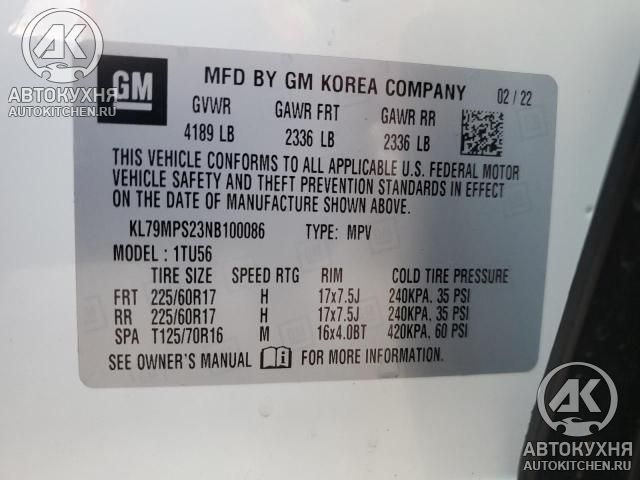 AK
АВТОКУХНЯ
AUTOKITCHEN.RU
GM
MFD BY GM KOREA COMPANY 02 / 22
GVWR GAWR FRT GAWR RR
4189 LB 2336 LB 2336 LB
THIS VEHICLE CONFORMS TO ALL APPLICABLE U.S. FEDERAL MOTOR
VEHICLE SAFETY AND THEFT PREVENTION STANDARDS IN EFFECT
ON THE DATE OF MANUFACTURE SHOWN ABOVE.
KL79MPS23NB100086 TYPE: MPV
MODEL: 1TU56
TIRE SIZE SPEED RTG RIM COLD TIRE PRESSURE
FRT 225/60R17 H 17x7.5J 240KPA, 35 PSI
RR 225/60R17 H 17x7.5J 240KPA, 35 PSI
SPA T125/70R16 M 16x4.0BT 420KPA, 60 PSI
SEE OWNER'S MANUAL FOR MORE INFORMATION.
AK
АВТОКУХНЯ
AUTOKITCHEN.RU